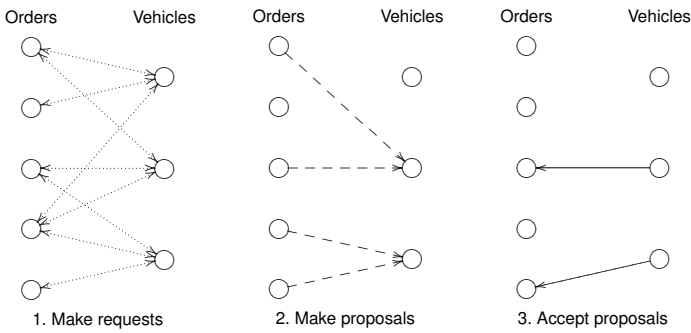 Orders Vehicles
Orders Vehicles
Orders Vehicles
1. Make requests
2. Make proposals
3. Accept proposals